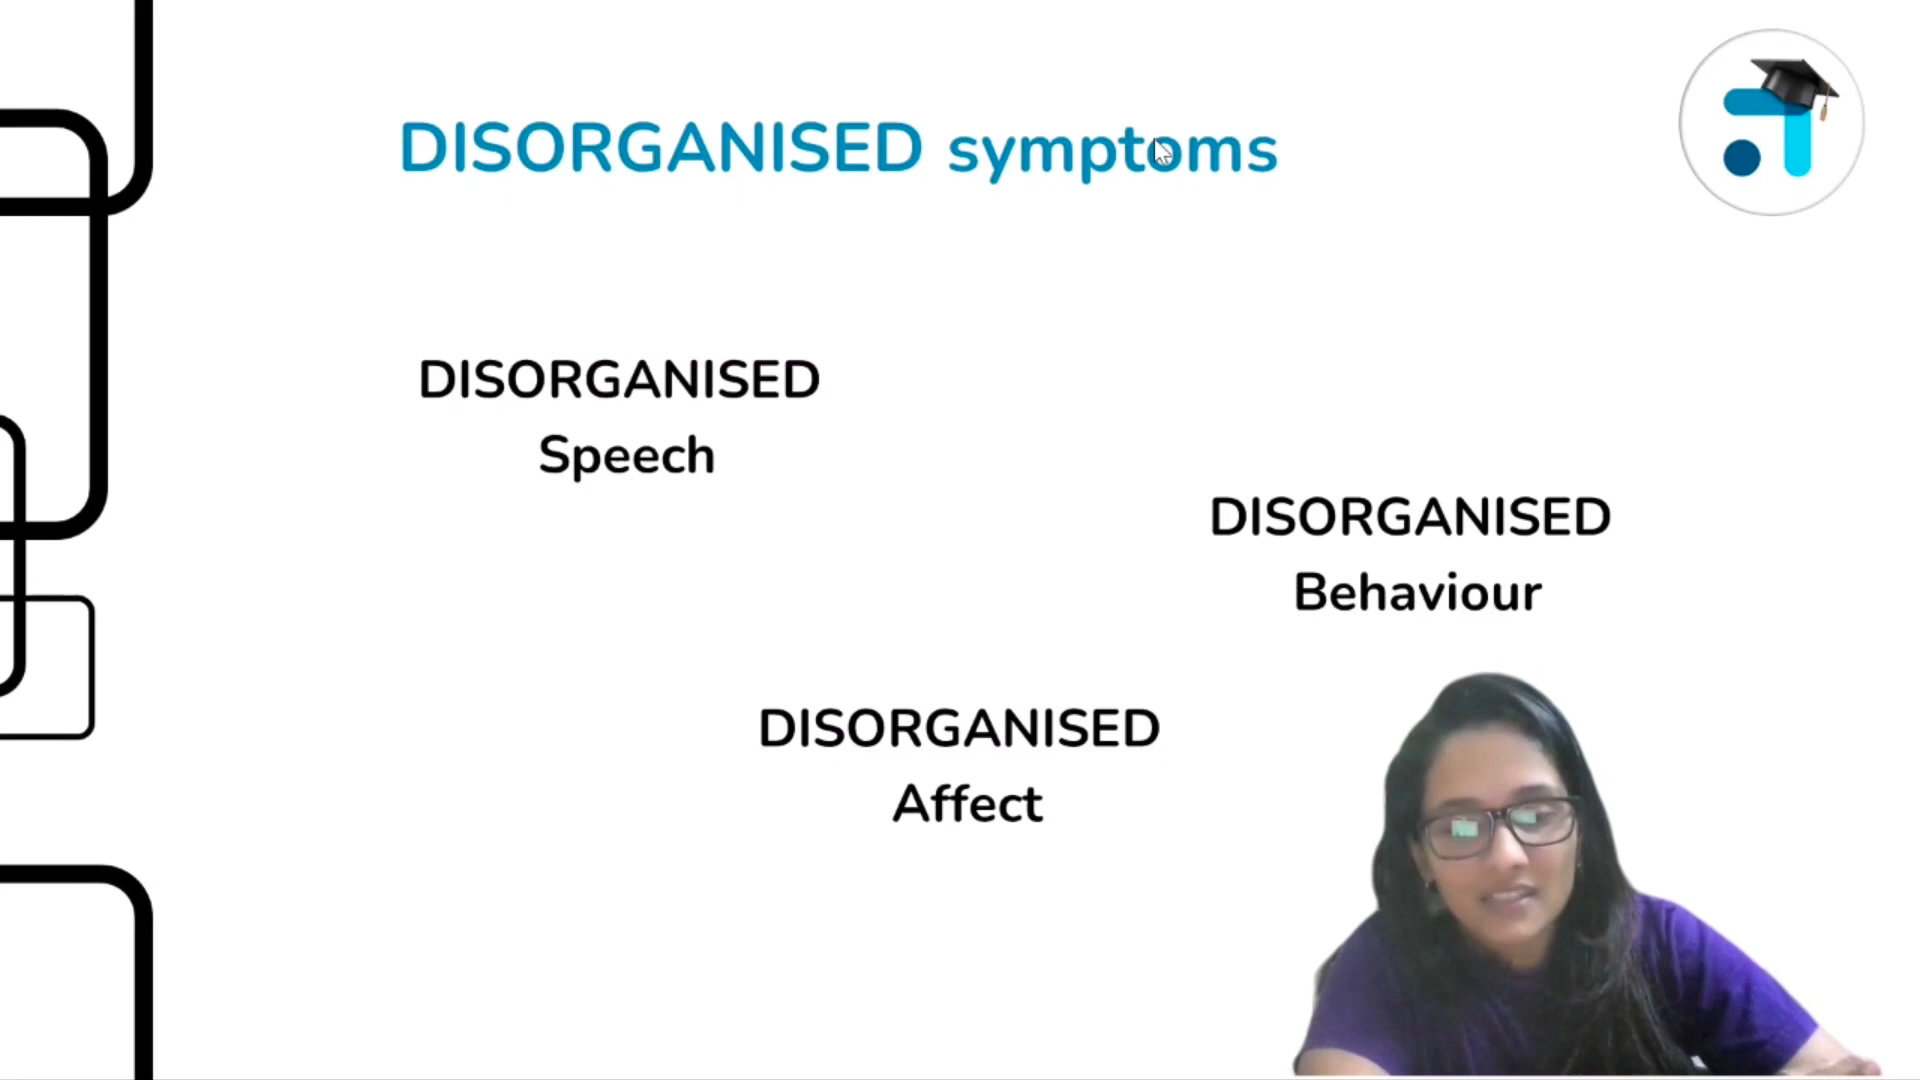 DISORGANISED symptoms
DISORGANISED
Speech
DISORGANISED
Behaviour
DISORGANISED
Affect